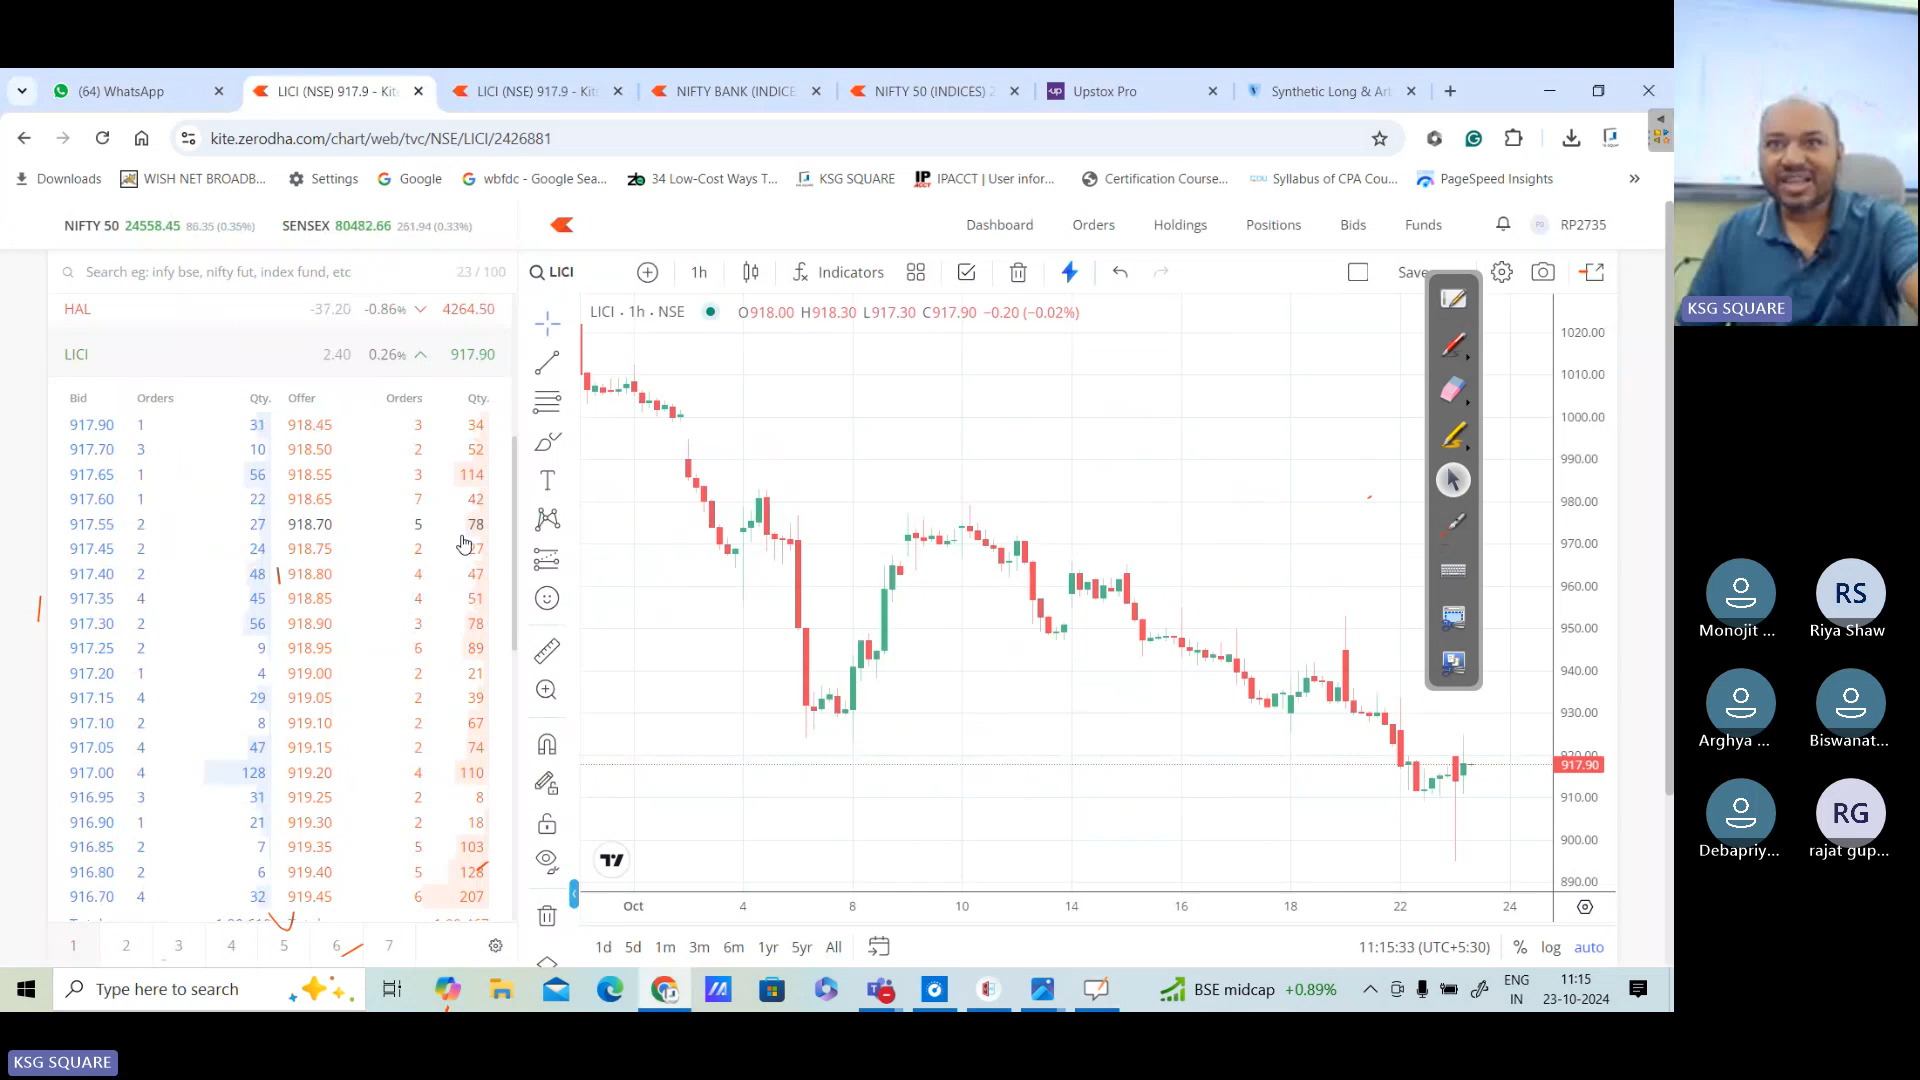 (64) WhatsApp
LICI (NSE) 917.9 - Kite
LICI (NSE) 917.9 - Kit
NIFTY BANK (INDICE
NIFTY 50 (INDICES) 2
Upstox Pro
Synthetic Long & Arb
kite.zerodha.com/chart/web/tvc/NSE/LICI/2426881
Downloads
WISH NET BROADB...
Settings
Google
wbfdc - Google Sea...
34 Low-Cost Ways T...
KSG SQUARE
IPACCT | User infor...
Certification Course...
Syllabus of CPA Cou...
PageSpeed Insights
NIFTY 50 24558.45 86.35 (0.35%)
SENSEX 80482.66 261.94 (0.33%)
Dashboard Orders Holdings Positions Bids Funds
RP2735
Search eg: infy bse, nifty fut, index fund, etc
23 / 100
LICI
1h
Indicators
Save
HAL -37.20 -0.86% 4264.50
LICI 2.40 0.26% 917.90
LICI · 1h · NSE
O918.00 H918.30 L917.30 C917.90 −0.20 (−0.02%)
Bid Orders Qty. Offer Orders Qty.
917.90 1 31 918.45 3 34
917.70 3 10 918.50 2 52
917.65 1 56 918.55 3 114
917.60 1 22 918.65 7 42
917.55 2 27 918.70 5 78
917.45 2 24 918.75 2 27
917.40 2 48 918.80 4 47
917.35 4 45 918.85 4 51
917.30 2 56 918.90 3 78
917.25 2 9 918.95 6 89
917.20 1 4 919.00 2 21
917.15 4 29 919.05 2 39
917.10 2 8 919.10 2 67
917.05 4 47 919.15 2 74
917.00 4 128 919.20 4 110
916.95 3 31 919.25 2 8
916.90 1 21 919.30 2 18
916.85 2 7 919.35 5 103
916.80 2 6 919.40 5 128
916.70 4 32 919.45 6 207
1 2 3 4 5 6 7
1020.00
1010.00
1000.00
990.00
980.00
970.00
960.00
950.00
940.00
930.00
920.00
917.90
910.00
900.00
890.00
Oct 4 8 10 14 16 18 22 24
1d 5d 1m 3m 6m 1yr 5yr All
11:15:33 (UTC+5:30)
% log auto
Type here to search
BSE midcap +0.89%
ENG
IN
11:15
23-10-2024
KSG SQUARE
KSG SQUARE
Monojit ...
RS
Riya Shaw
Arghya ...
Biswanat...
Debapriy...
RG
rajat gup...